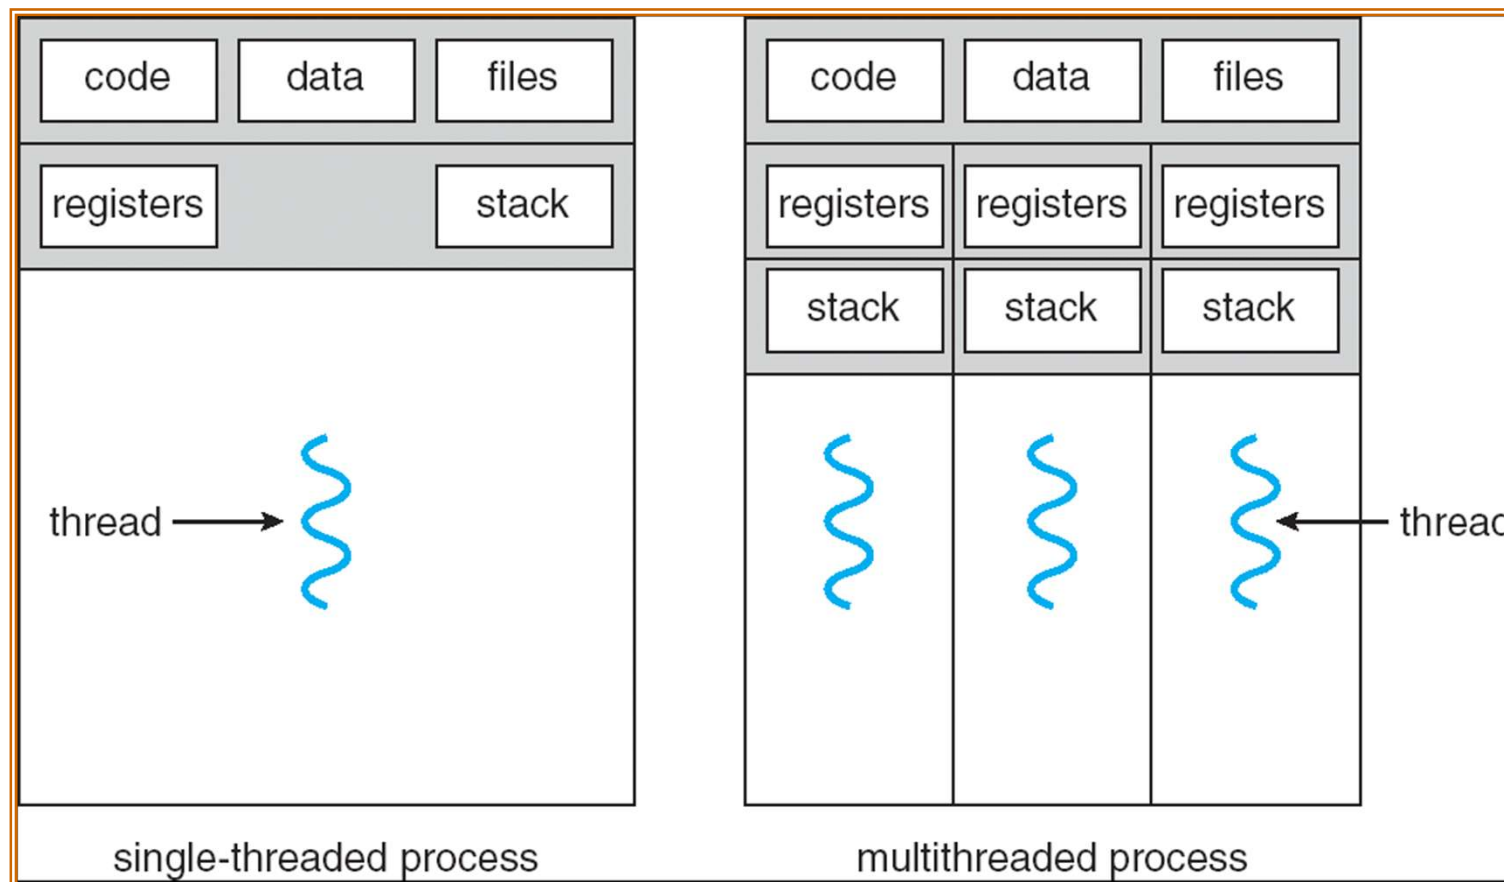 code data files code data files
registers stack registers registers registers
stack stack stack
thread thread
single-threaded process multithreaded process